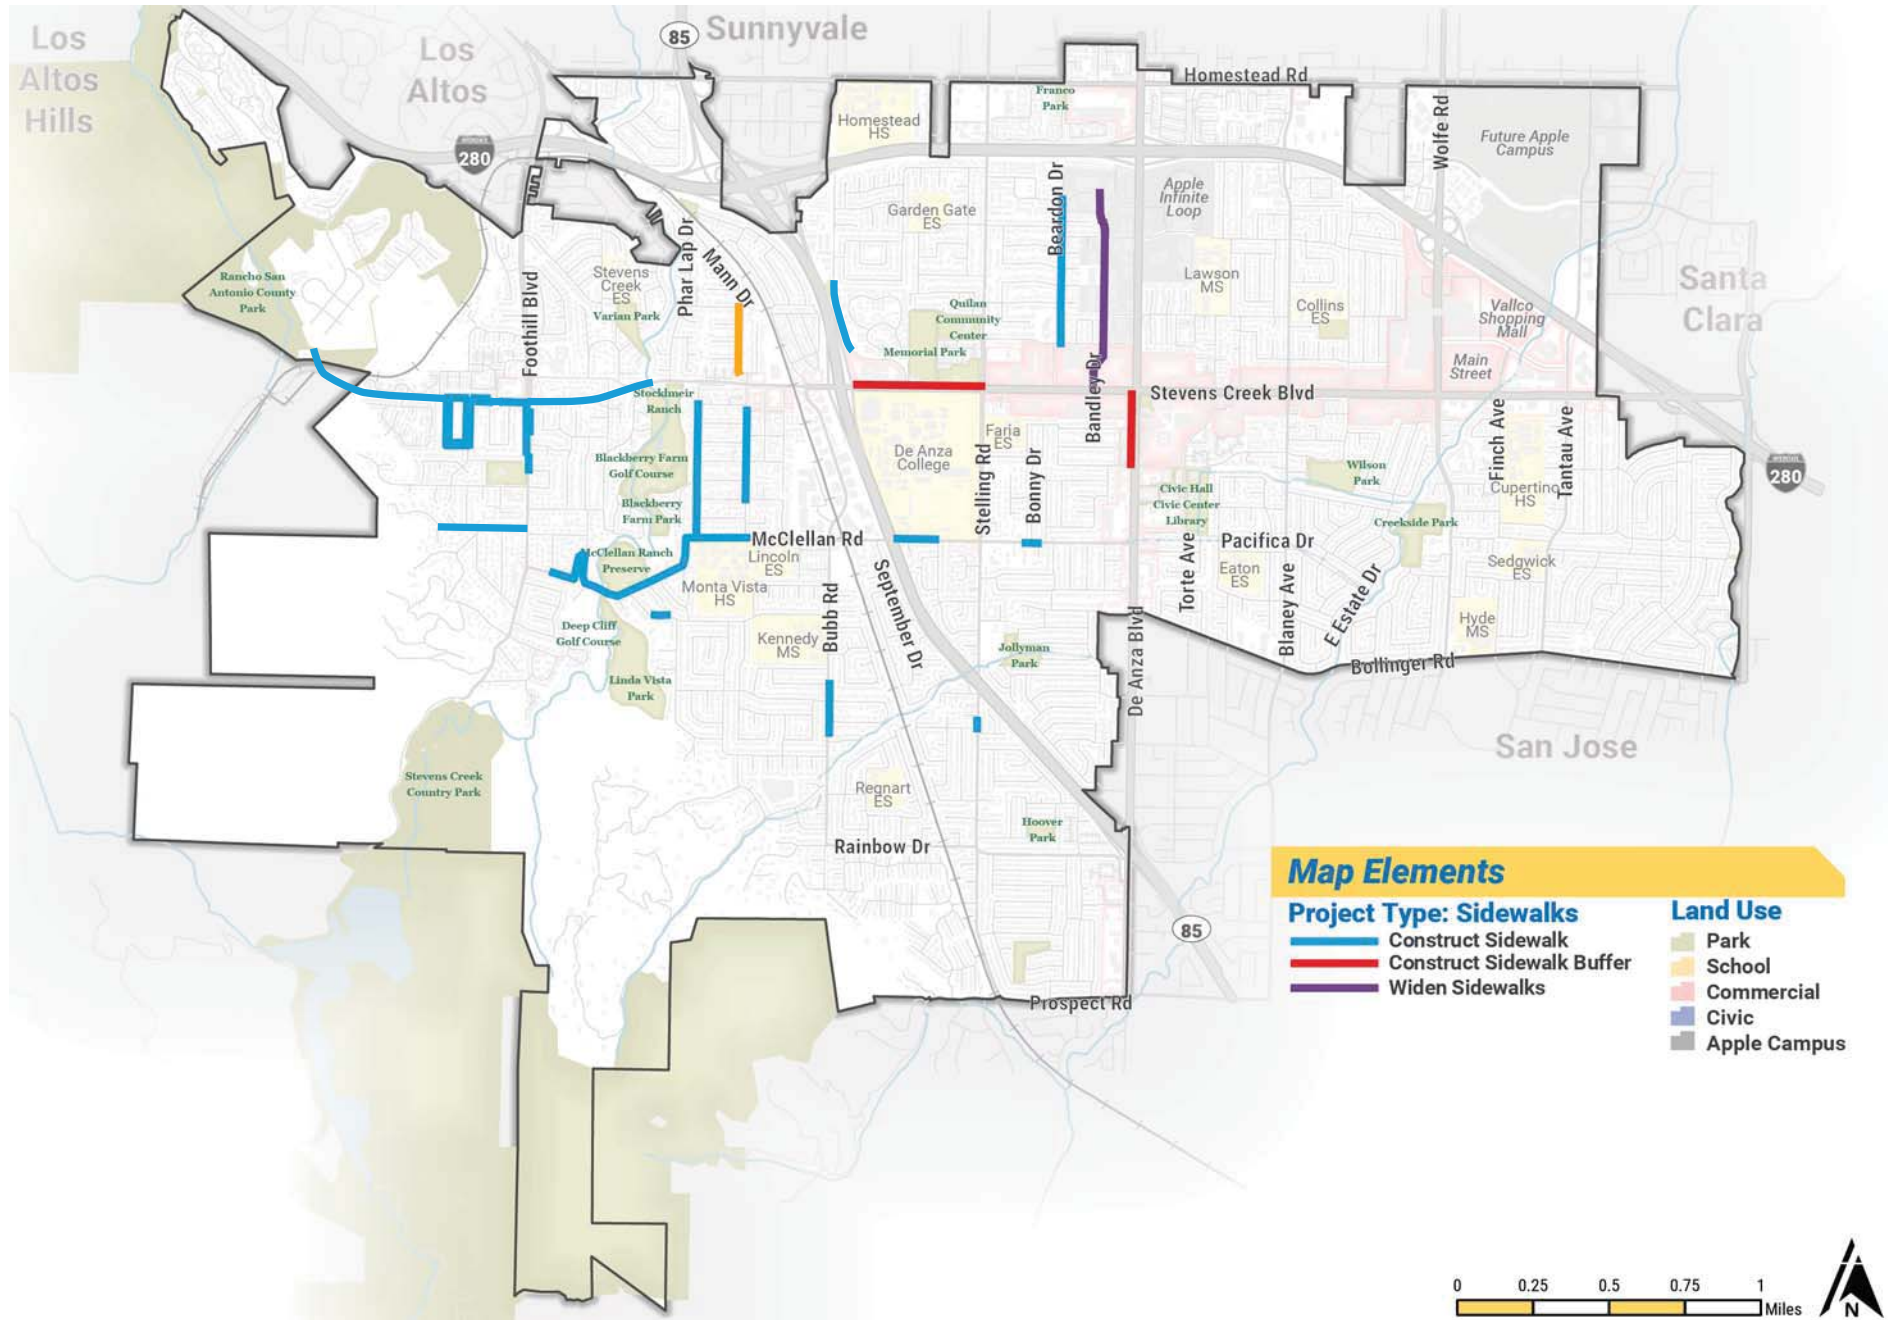 Los
Altos
Hills
Los
Altos
85
Sunnyvale
Homestead Rd
Franco
Park
Homestead
HS
280
Wolfe Rd
Future Apple
Campus
Beardon Dr
Apple
Infinite
Loop
Garden Gate
ES
Phar Lap Dr
Mann Dr
Foothill Blvd
Stevens
Creek
ES
Varian Park
Rancho San
Antonio County
Park
Lawson
MS
Collins
ES
Quilan
Community
Center
Memorial Park
Vallco
Shopping
Mall
Main
Street
Santa
Clara
Bandley Dr
Stevens Creek Blvd
Stocklmeir
Ranch
De Anza
College
Faria
ES
Stelling Rd
Bonny Dr
Finch Ave
Tantau Ave
Blackberry Farm
Golf Course
Blackberry
Farm Park
Wilson
Park
280
Civic Hall
Civic Center
Library
Cupertino
HS
Creekside Park
McClellan Rd
McClellan Ranch
Preserve
Lincoln
ES
Monta Vista
HS
Torte Ave
Pacifica Dr
Eaton
ES
Blaney Ave
E Estate Dr
Sedgwick
ES
Bubb Rd
September Dr
Deep Cliff
Golf Course
Kennedy
MS
Hyde
MS
Jollyman
Park
De Anza Blvd
Bollinger Rd
Linda Vista
Park
San Jose
Stevens Creek
Country Park
Regnart
ES
Hoover
Park
Rainbow Dr
85
Prospect Rd
Map Elements
Project Type: Sidewalks
Construct Sidewalk
Construct Sidewalk Buffer
Widen Sidewalks
Land Use
Park
School
Commercial
Civic
Apple Campus
0 0.25 0.5 0.75 1
Miles
N